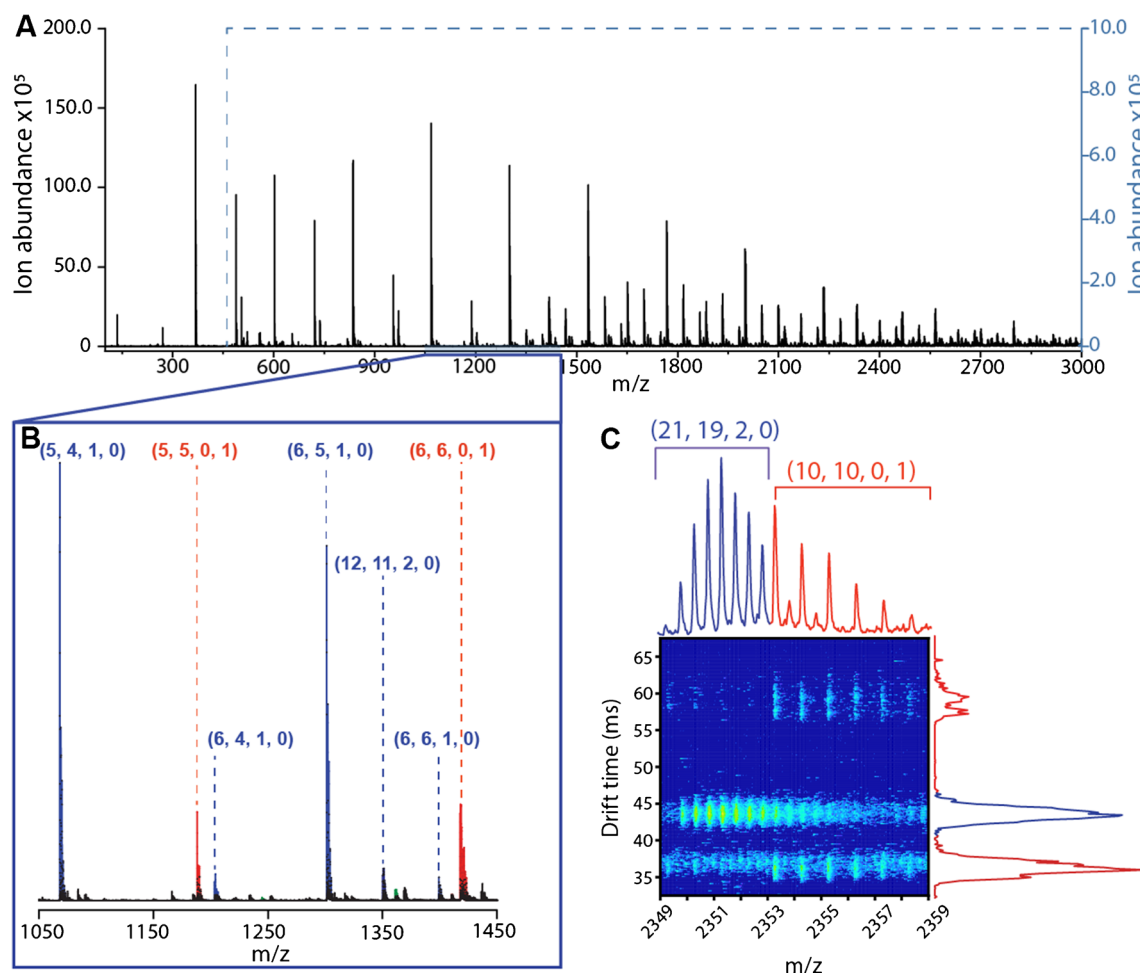 A
200.0
150.0
100.0
50.0
0
Ion abundance x10⁵
10.0
8.0
6.0
4.0
2.0
0
Ion abundance x10⁵
300 600 900 1200 1500 1800 2100 2400 2700 3000
m/z
B
(5, 4, 1, 0) (5, 5, 0, 1) (6, 5, 1, 0) (6, 6, 0, 1)
(12, 11, 2, 0)
(6, 4, 1, 0) (6, 6, 1, 0)
1050 1150 1250 1350 1450
m/z
C
(21, 19, 2, 0)
(10, 10, 0, 1)
65
60
55
50
45
40
35
Drift time (ms)
2349 2351 2353 2355 2357 2359
m/z